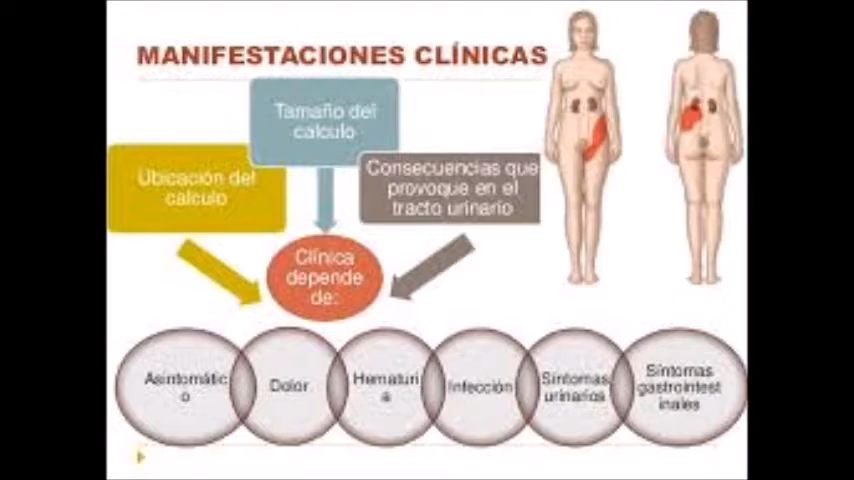 MANIFESTACIONES CLÍNICAS
Tamaño del
calculo
Ubicación del
calculo
Consecuencias que
provoque en el
tracto urinario
Clínica
depende
de:
Asintomátic
o
Dolor
Hematuri
a
Infección
Síntomas
urinarios
Síntomas
gastrointest
inales